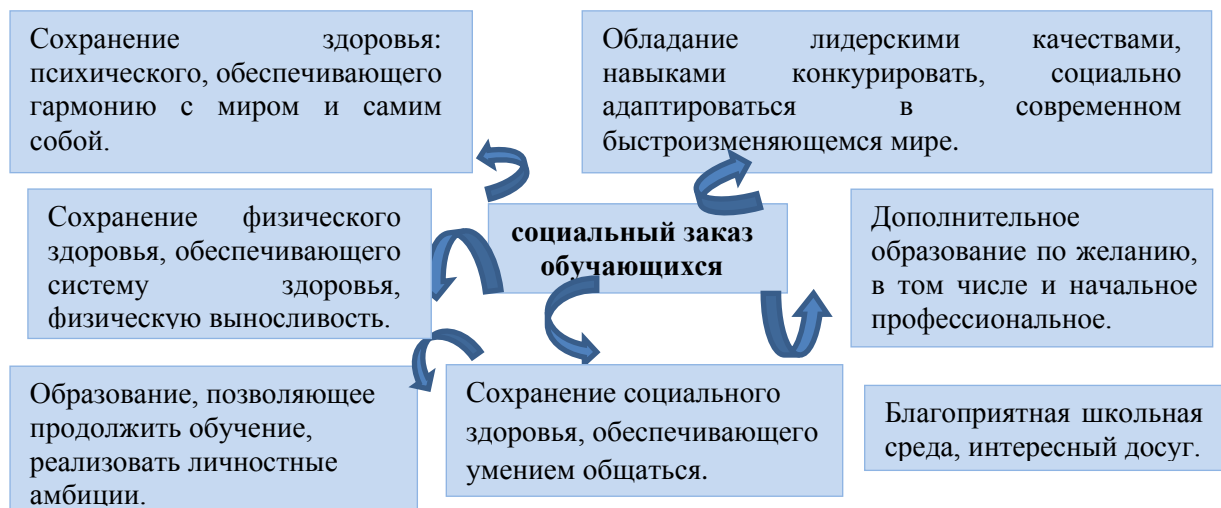 Сохранение здоровья:
психического, обеспечивающего
гармонию с миром и самим
собой.
Обладание лидерскими качествами,
навыками конкурировать, социально
адаптироваться в современном
быстроизменяющемся мире.
Сохранение физического
здоровья, обеспечивающего
систему здоровья,
физическую выносливость.
социальный заказ
обучающихся
Дополнительное
образование по желанию,
в том числе и начальное
профессиональное.
Образование, позволяющее
продолжить обучение,
реализовать личностные
амбиции.
Сохранение социального
здоровья, обеспечивающего
умением общаться.
Благоприятная школьная
среда, интересный досуг.